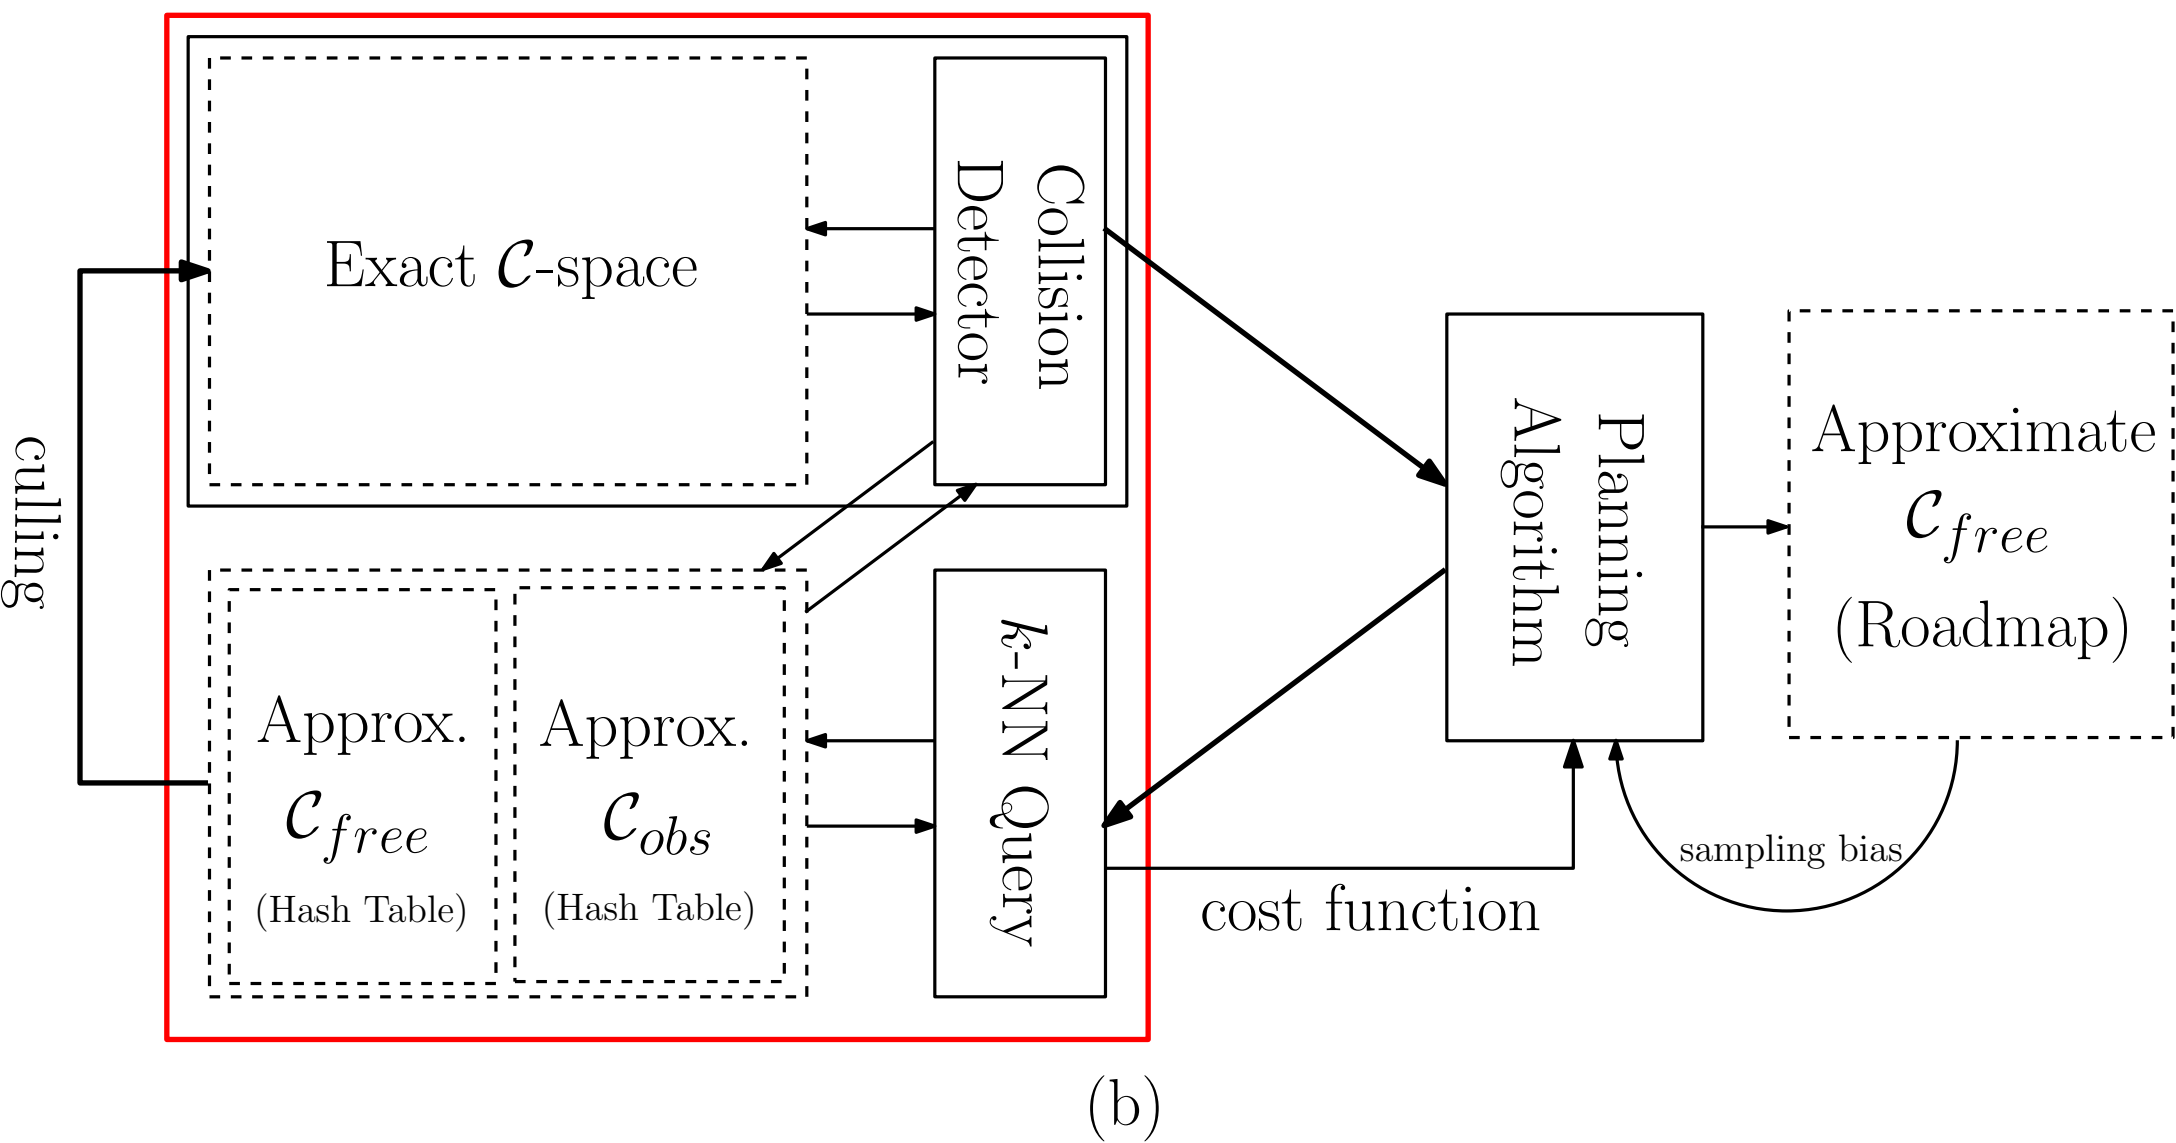 Exact 𝒞-space
Collision
Detector
culling
Approx.
𝒞free
(Hash Table)
Approx.
𝒞obs
(Hash Table)
k-NN Query
Planning
Algorithm
Approximate
𝒞free
(Roadmap)
sampling bias
cost function
(b)